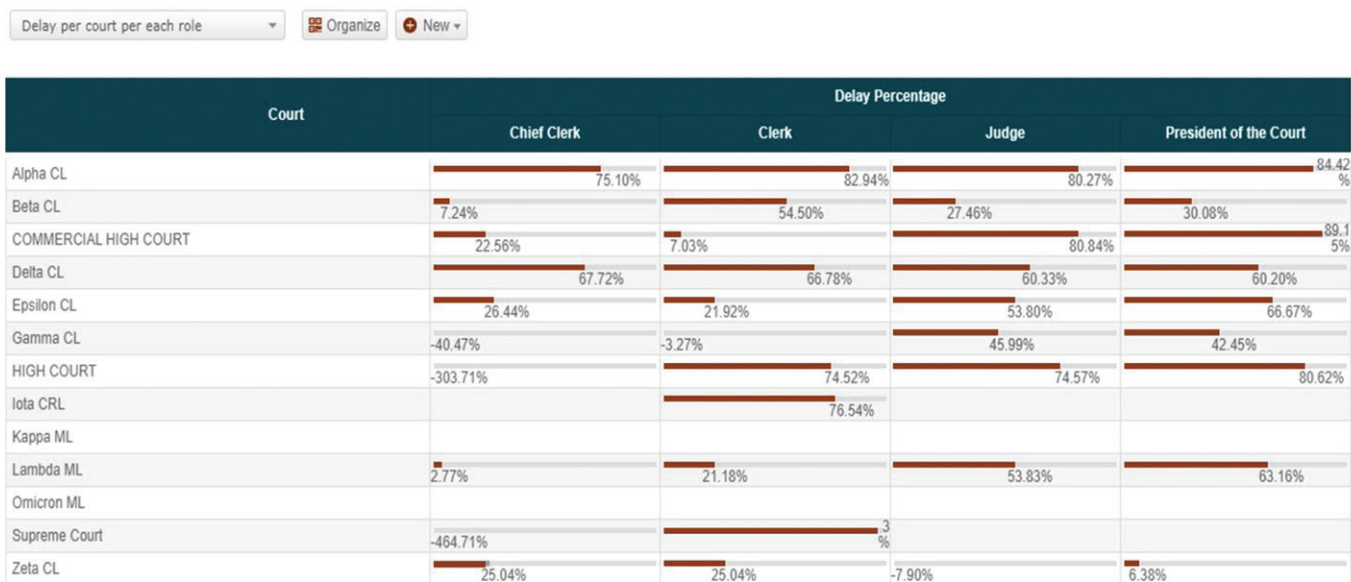 Delay per court per each role Organize New
Court Delay Percentage
Chief Clerk Clerk Judge President of the Court
Alpha CL 75.10% 82.94% 80.27% 84.42
%
Beta CL 7.24% 54.50% 27.46% 30.08%
COMMERCIAL HIGH COURT 22.56% 7.03% 80.84% 89.1
5%
Delta CL 67.72% 66.78% 60.33% 60.20%
Epsilon CL 26.44% 21.92% 53.80% 66.67%
Gamma CL -40.47% -3.27% 45.99% 42.45%
HIGH COURT -303.71% 74.52% 74.57% 80.62%
Iota CRL 76.54%
Kappa ML
Lambda ML 2.77% 21.18% 53.83% 63.16%
Omicron ML
Supreme Court -464.71% 3
%
Zeta CL 25.04% 25.04% -7.90% 6.38%